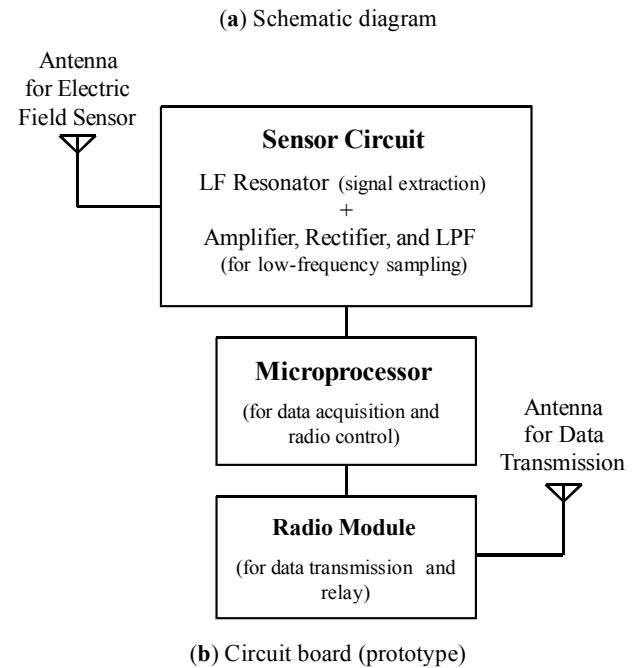 (a) Schematic diagram
Antenna
for Electric
Field Sensor
Sensor Circuit
LF Resonator (signal extraction)
+
Amplifier, Rectifier, and LPF
(for low-frequency sampling)
Microprocessor
(for data acquisition and
radio control)
Antenna
for Data
Transmission
Radio Module
(for data transmission and
relay)
(b) Circuit board (prototype)